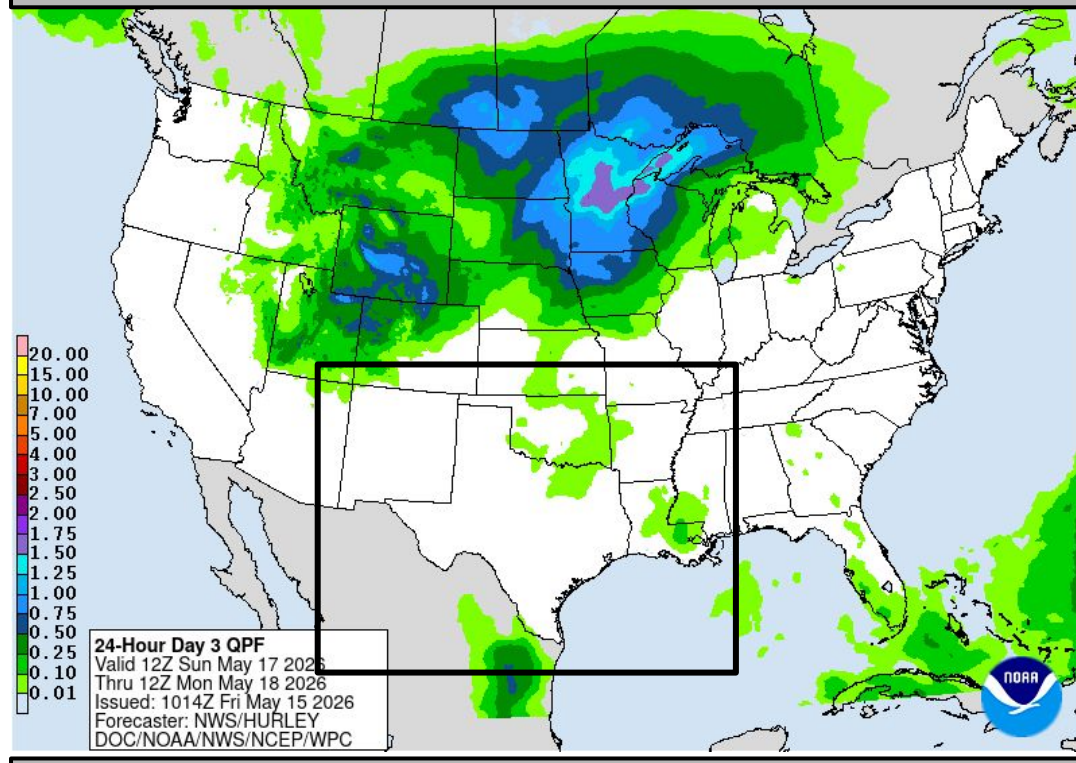 20.00
15.00
10.00
7.00
5.00
4.00
3.00
2.50
2.00
1.75
1.50
1.25
1.00
0.75
0.50
0.25
0.10
0.01
24-Hour Day 3 QPF
Valid 12Z Sun May 17 2026
Thru 12Z Mon May 18 2026
Issued: 1014Z Fri May 15 2026
Forecaster: NWS/HURLEY
DOC/NOAA/NWS/NCEP/WPC
NOAA